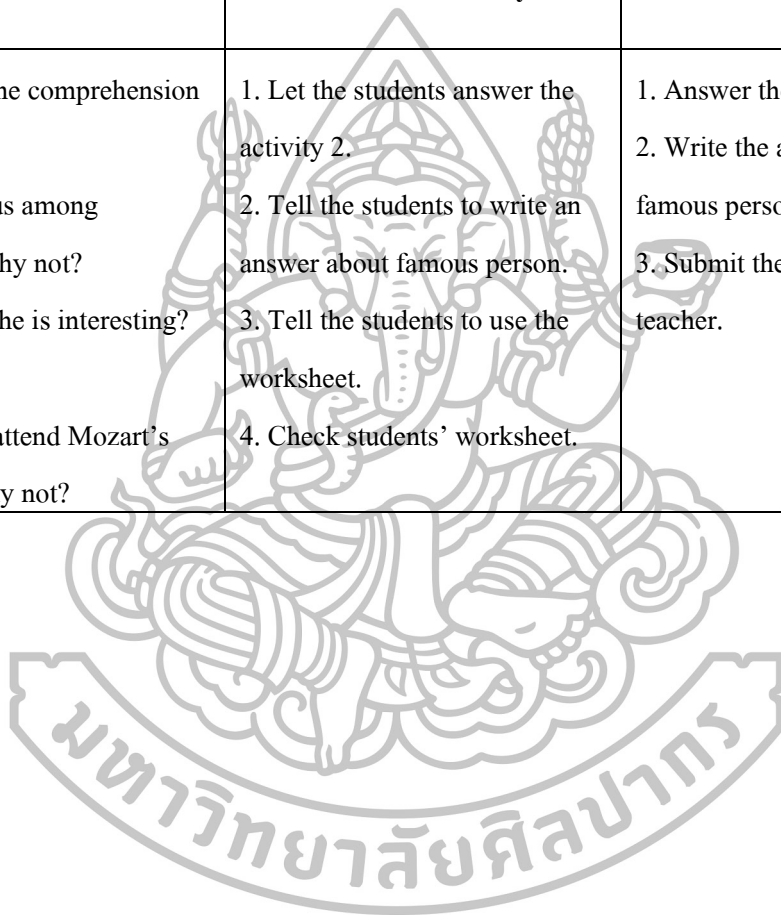 he comprehension
us among
hy not?
he is interesting?
attend Mozart's
y not?
1. Let the students answer the
activity 2.
2. Tell the students to write an
answer about famous person.
3. Tell the students to use the
worksheet.
4. Check students' worksheet.
1. Answer th
2. Write the a
famous perso
3. Submit the
teacher.
มหาวิทยาลัยศิลปากร